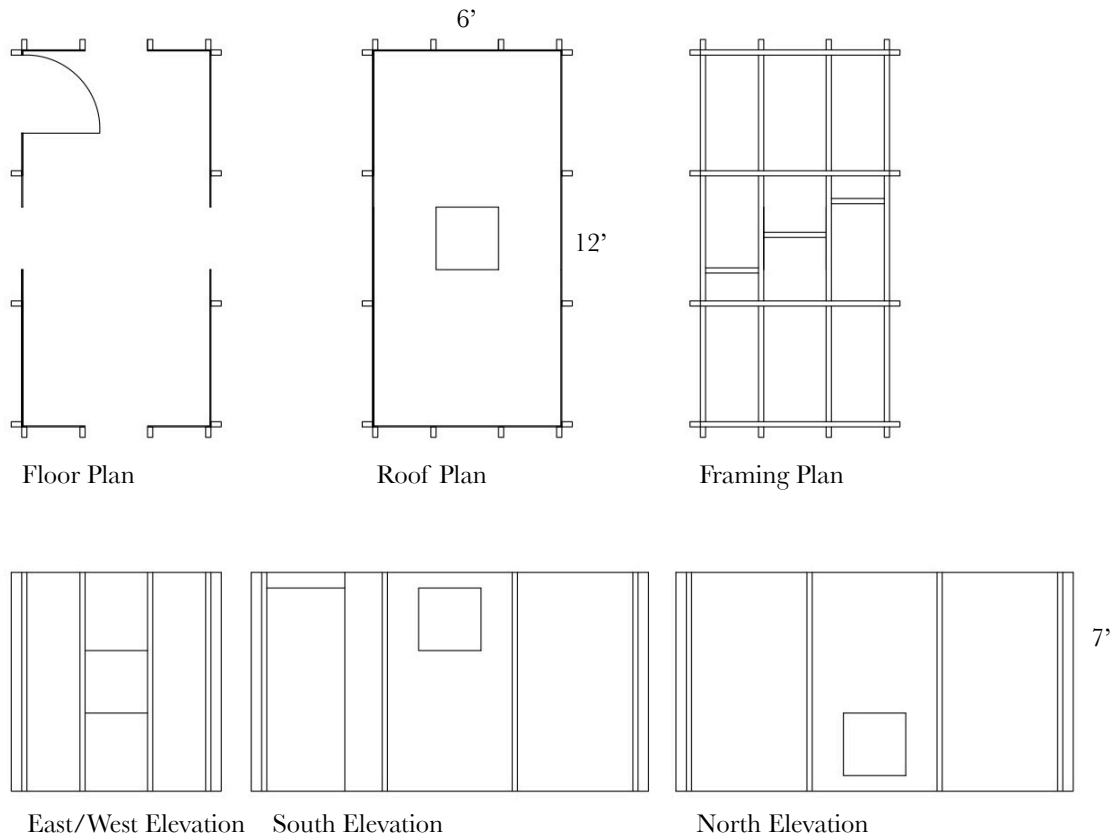 6’
12’
Floor Plan
Roof Plan
Framing Plan
7’
East/West Elevation
South Elevation
North Elevation